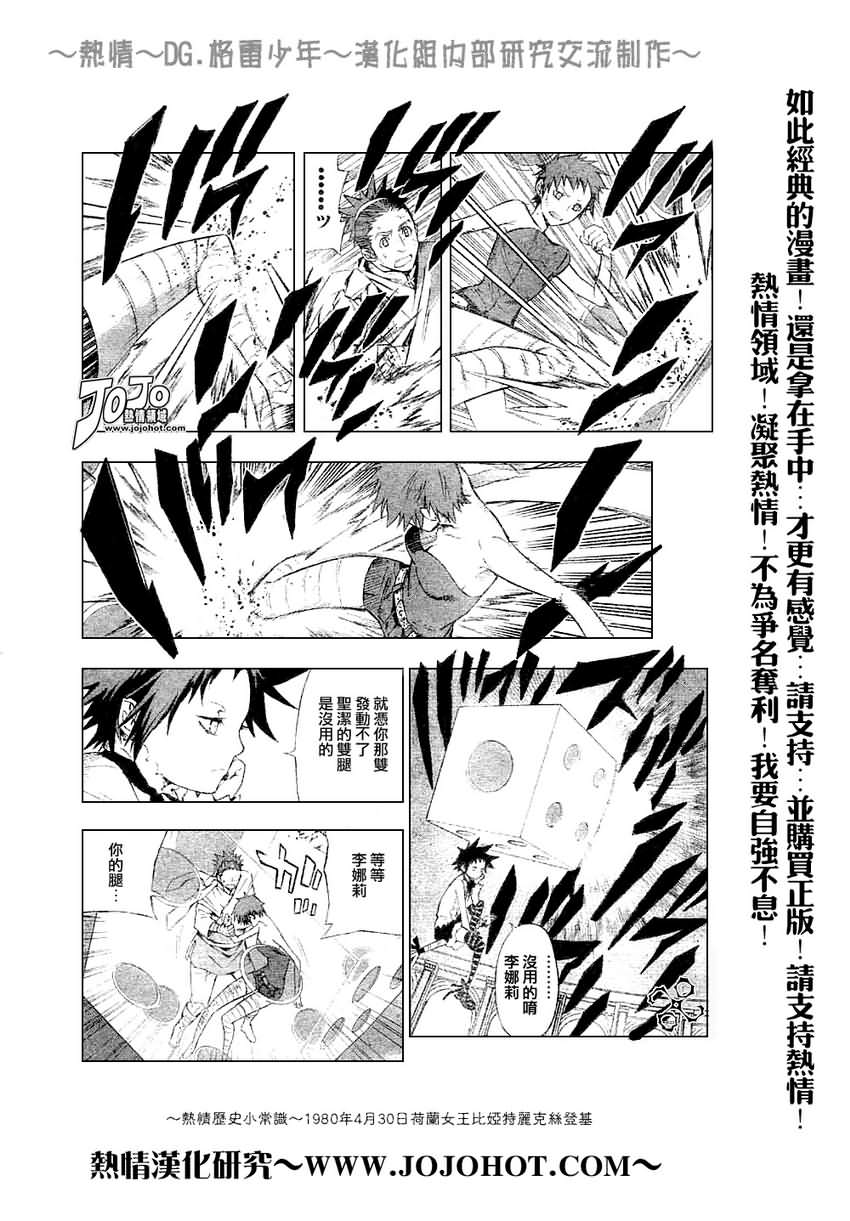 ～熱情～DG.格雷少年～漢化組內部研究交流制作～
如此經典的漫畫！還是拿在手中…才更有感覺…請支持…並購買正版！請支持熱情！
熱情領域！凝聚熱情！不為爭名奪利！我要自強不息！
……ッ
JOJO
熱情領域
www.jojohot.com
………
沒用的唷
李娜莉
就憑你那雙
發動不了
聖潔的雙腿
是沒用的
等等
李娜莉
ガガッ
你的腿…
～熱情歷史小常識～1980年4月30日荷蘭女王比婭特麗克絲登基
熱情漢化研究～WWW.JOJOHOT.COM～